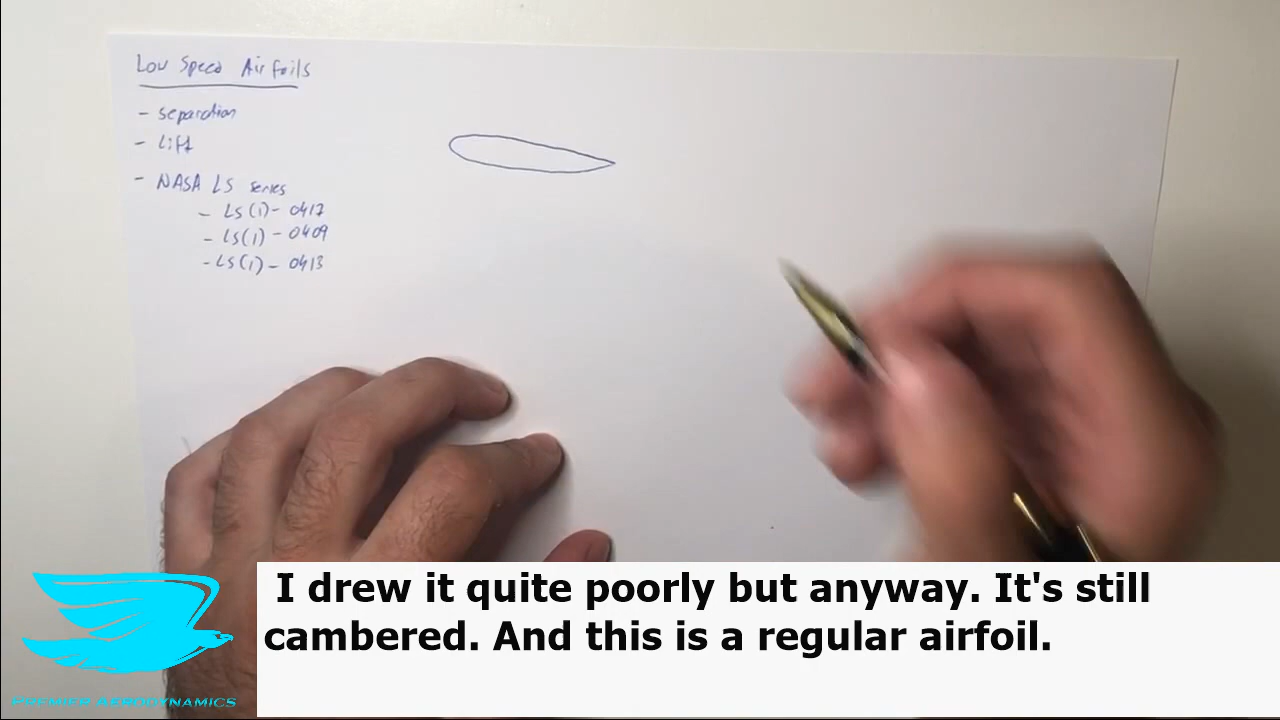 Low Speed Airfoils
- separation
- Lift
- NASA LS series
- LS(1)- 0417
- LS(1) - 0409
- LS(1) - 0413
I drew it quite poorly but anyway. It's still
cambered. And this is a regular airfoil.
PREMIER AERODYNAMICS